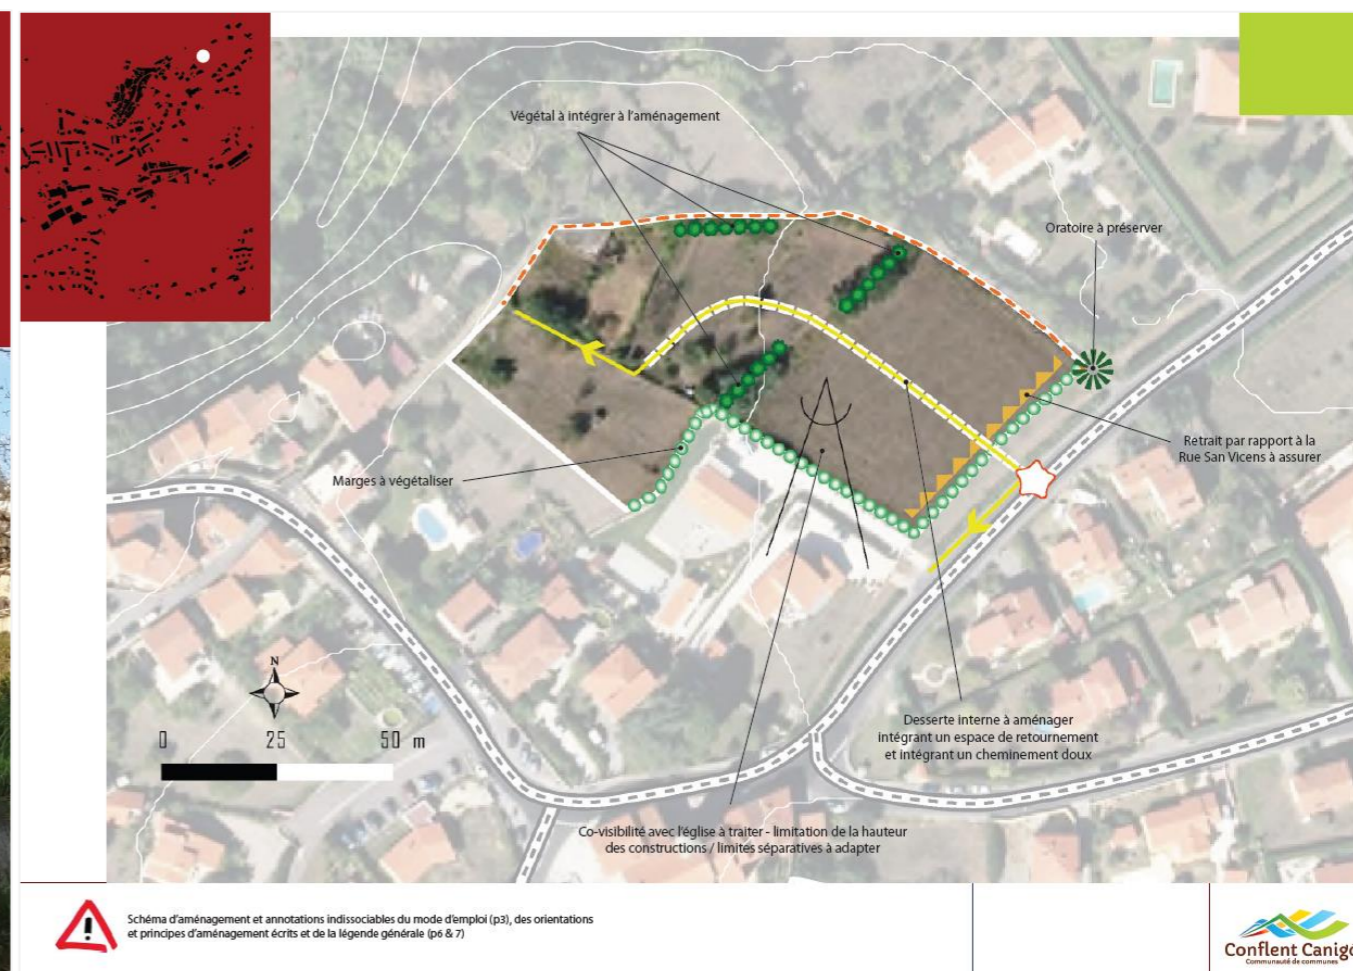 Végétal à intégrer à l'aménagement
Oratoire à préserver
Retrait par rapport à la
Rue San Vicens à assurer
Marges à végétaliser
N
0 25 50 m
Desserte interne à aménager
intégrant un espace de retournement
et intégrant un cheminement doux
Co-visibilité avec l'église à traiter - limitation de la hauteur
des constructions / limites séparatives à adapter
!
Schéma d'aménagement et annotations indissociables du mode d'emploi (p3), des orientations
et principes d'aménagement écrits et de la légende générale (p6 & 7)
Conflent Canigó
Communauté de communes